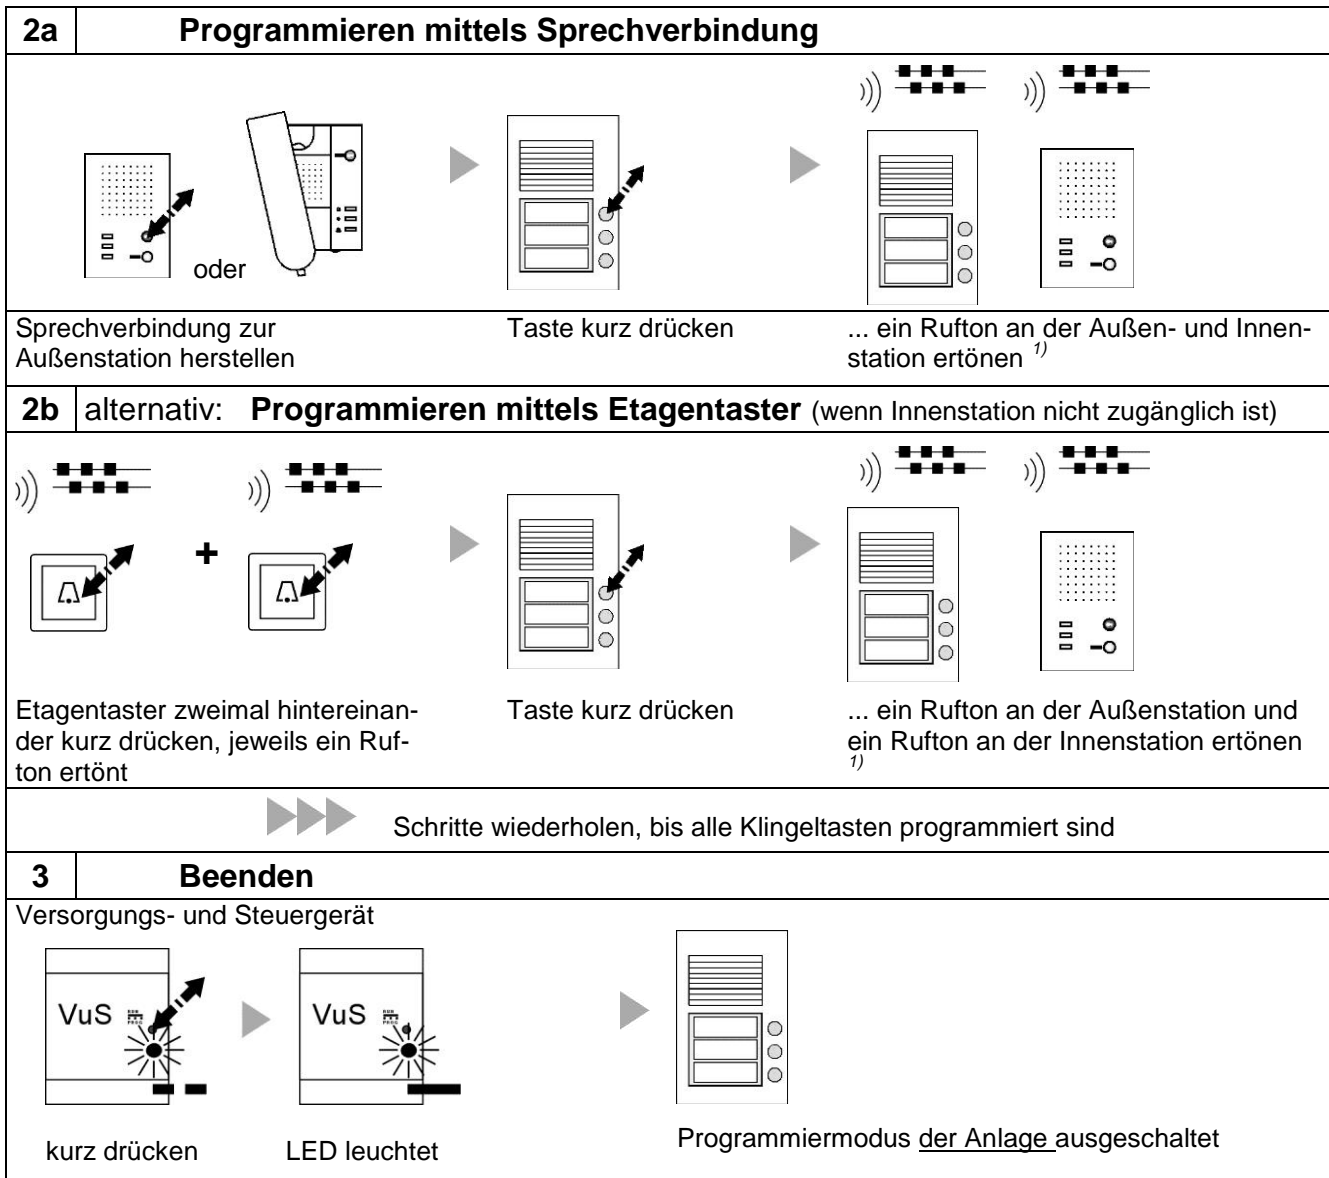 2a Programmieren mittels Sprechverbindung
oder
Sprechverbindung zur
Außenstation herstellen
Taste kurz drücken
... ein Rufton an der Außen- und Innen-
station ertönen 1)
2b alternativ: Programmieren mittels Etagentaster (wenn Innenstation nicht zugänglich ist)
+
Etagentaster zweimal hintereinan-
der kurz drücken, jeweils ein Ruf-
ton ertönt
Taste kurz drücken
... ein Rufton an der Außenstation und
ein Rufton an der Innenstation ertönen
1)
Schritte wiederholen, bis alle Klingeltasten programmiert sind
3 Beenden
Versorgungs- und Steuergerät
VuS
RUN
PROG
VuS
RUN
PROG
kurz drücken
LED leuchtet
Programmiermodus der Anlage ausgeschaltet